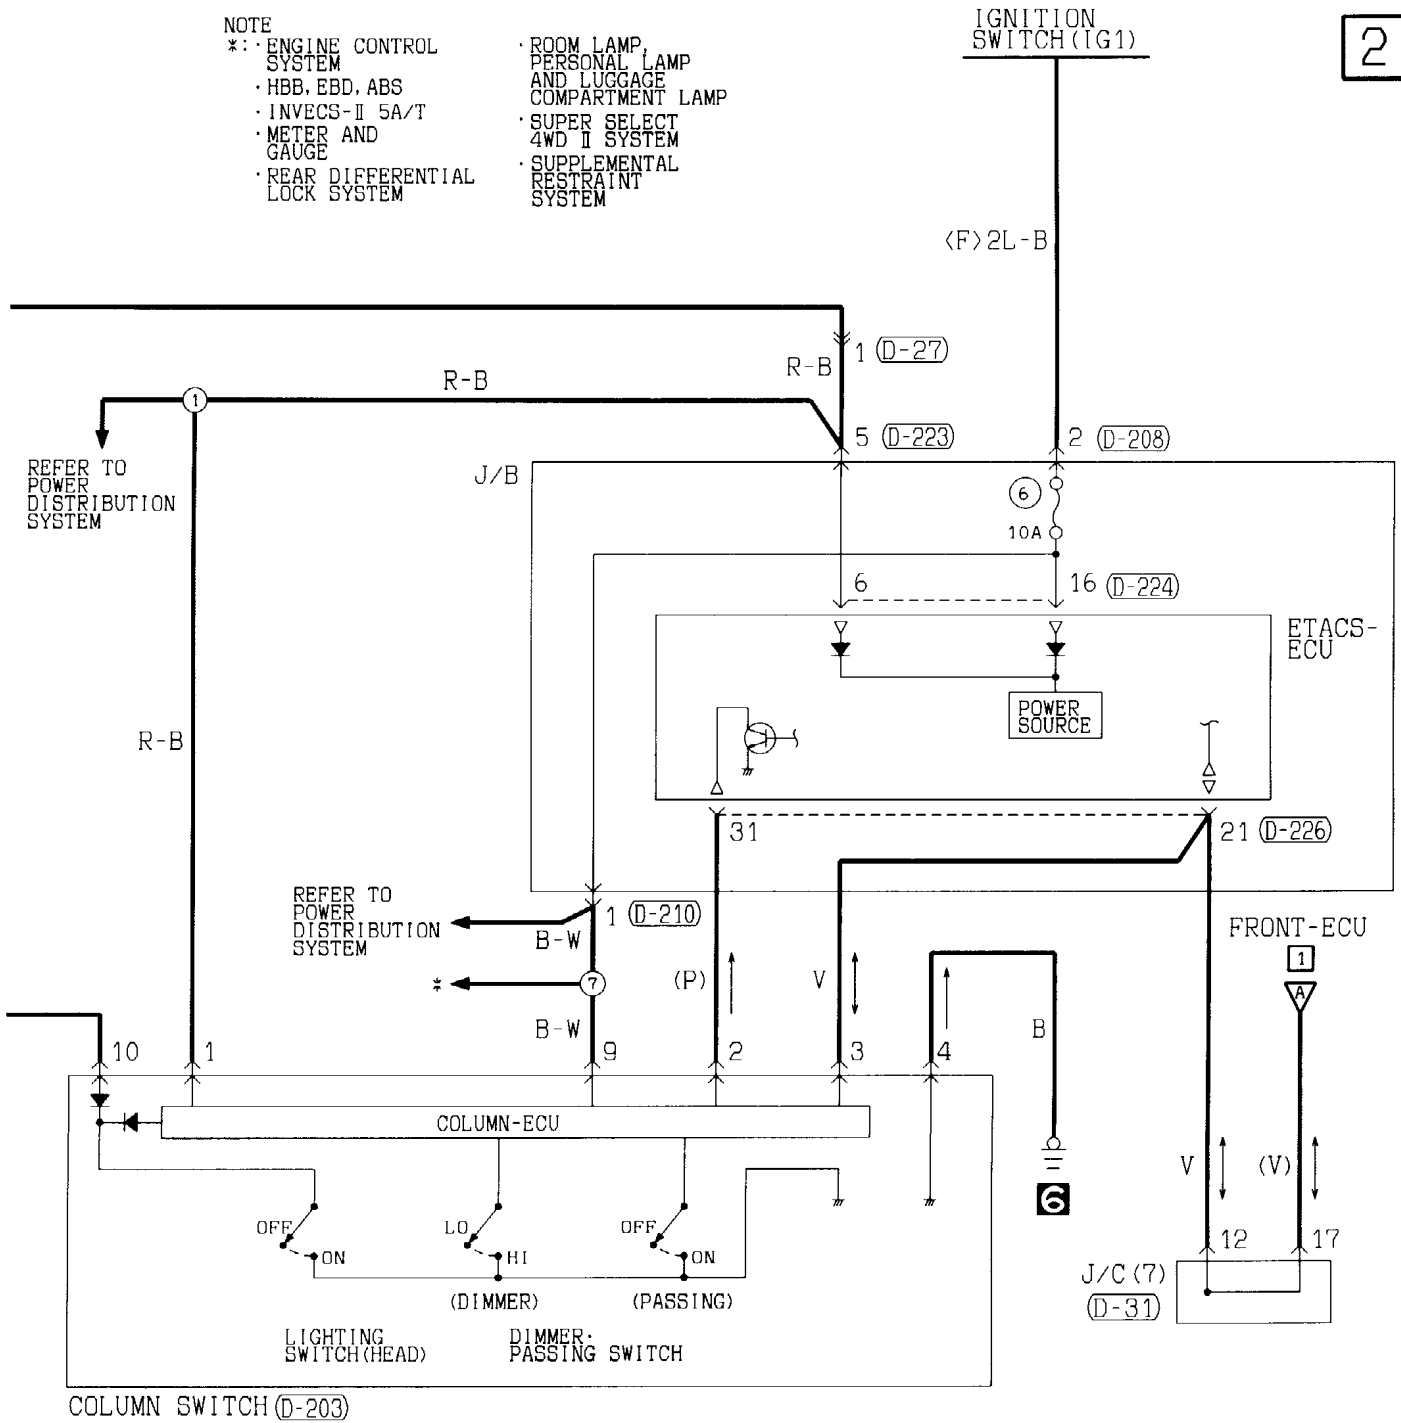 NOTE
*:·ENGINE CONTROL
SYSTEM
·HBB, EBD, ABS
·INVECS-Ⅱ 5A/T
·METER AND
GAUGE
·REAR DIFFERENTIAL
LOCK SYSTEM
·ROOM LAMP,
PERSONAL LAMP
AND LUGGAGE
COMPARTMENT LAMP
·SUPER SELECT
4WD Ⅱ SYSTEM
·SUPPLEMENTAL
RESTRAINT
SYSTEM
IGNITION
SWITCH(IG1)
2
<F>2L-B
1 (D-27)
R-B
R-B
1
5 (D-223)
2 (D-208)
REFER TO
POWER
DISTRIBUTION
SYSTEM
J/B
6
10A
6
16 (D-224)
ETACS-
ECU
POWER
SOURCE
R-B
31
21 (D-226)
REFER TO
POWER
DISTRIBUTION
SYSTEM
1 (D-210)
B-W
FRONT-ECU
1
A
*
7
(P)
V
B
B-W
10
1
9
2
3
4
COLUMN-ECU
V
(V)
6
OFF
ON
LO
HI
OFF
ON
12
17
J/C(7)
(D-31)
(DIMMER)
(PASSING)
LIGHTING
SWITCH(HEAD)
DIMMER·
PASSING SWITCH
COLUMN SWITCH(D-203)